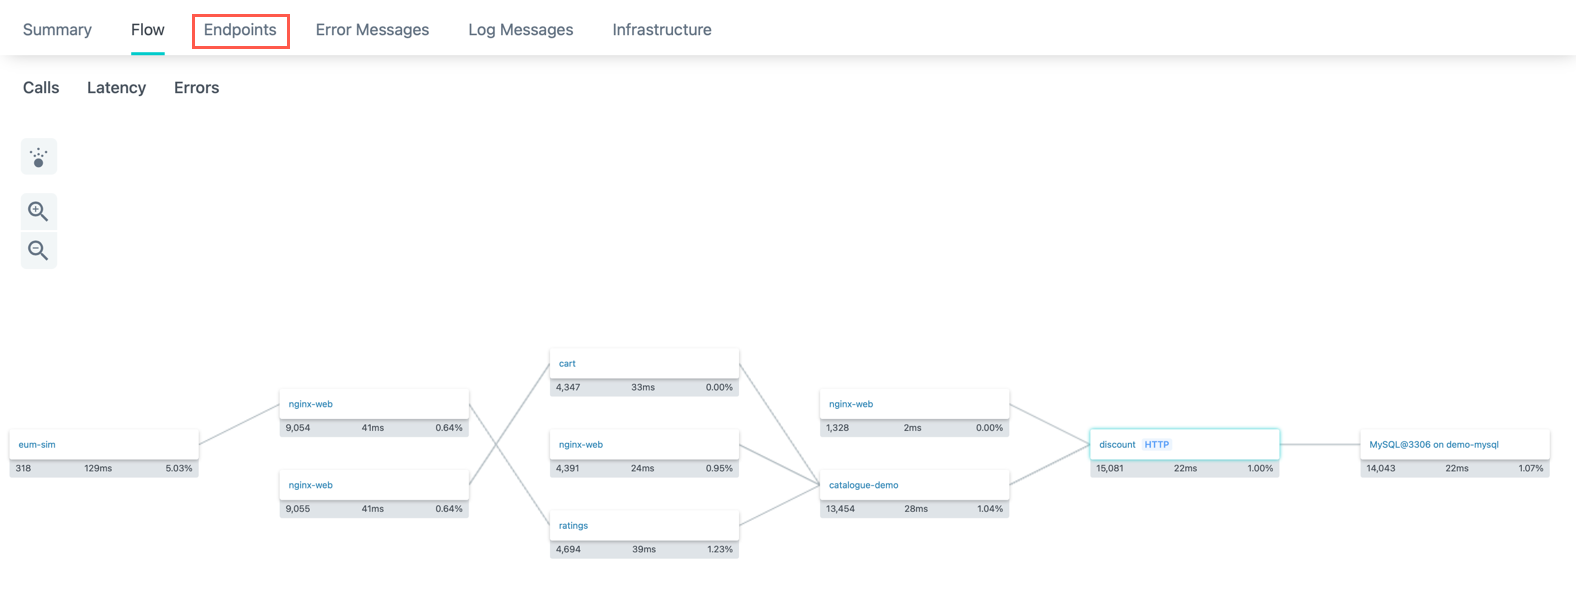 Summary Flow Endpoints Error Messages Log Messages Infrastructure
Calls Latency Errors
eum-sim
318 129ms 5.03%
nginx-web
9,054 41ms 0.64%
nginx-web
9,055 41ms 0.64%
cart
4,347 33ms 0.00%
nginx-web
4,391 24ms 0.95%
ratings
4,694 39ms 1.23%
nginx-web
1,328 2ms 0.00%
catalogue-demo
13,454 28ms 1.04%
discount HTTP
15,081 22ms 1.00%
MySQL@3306 on demo-mysql
14,043 22ms 1.07%